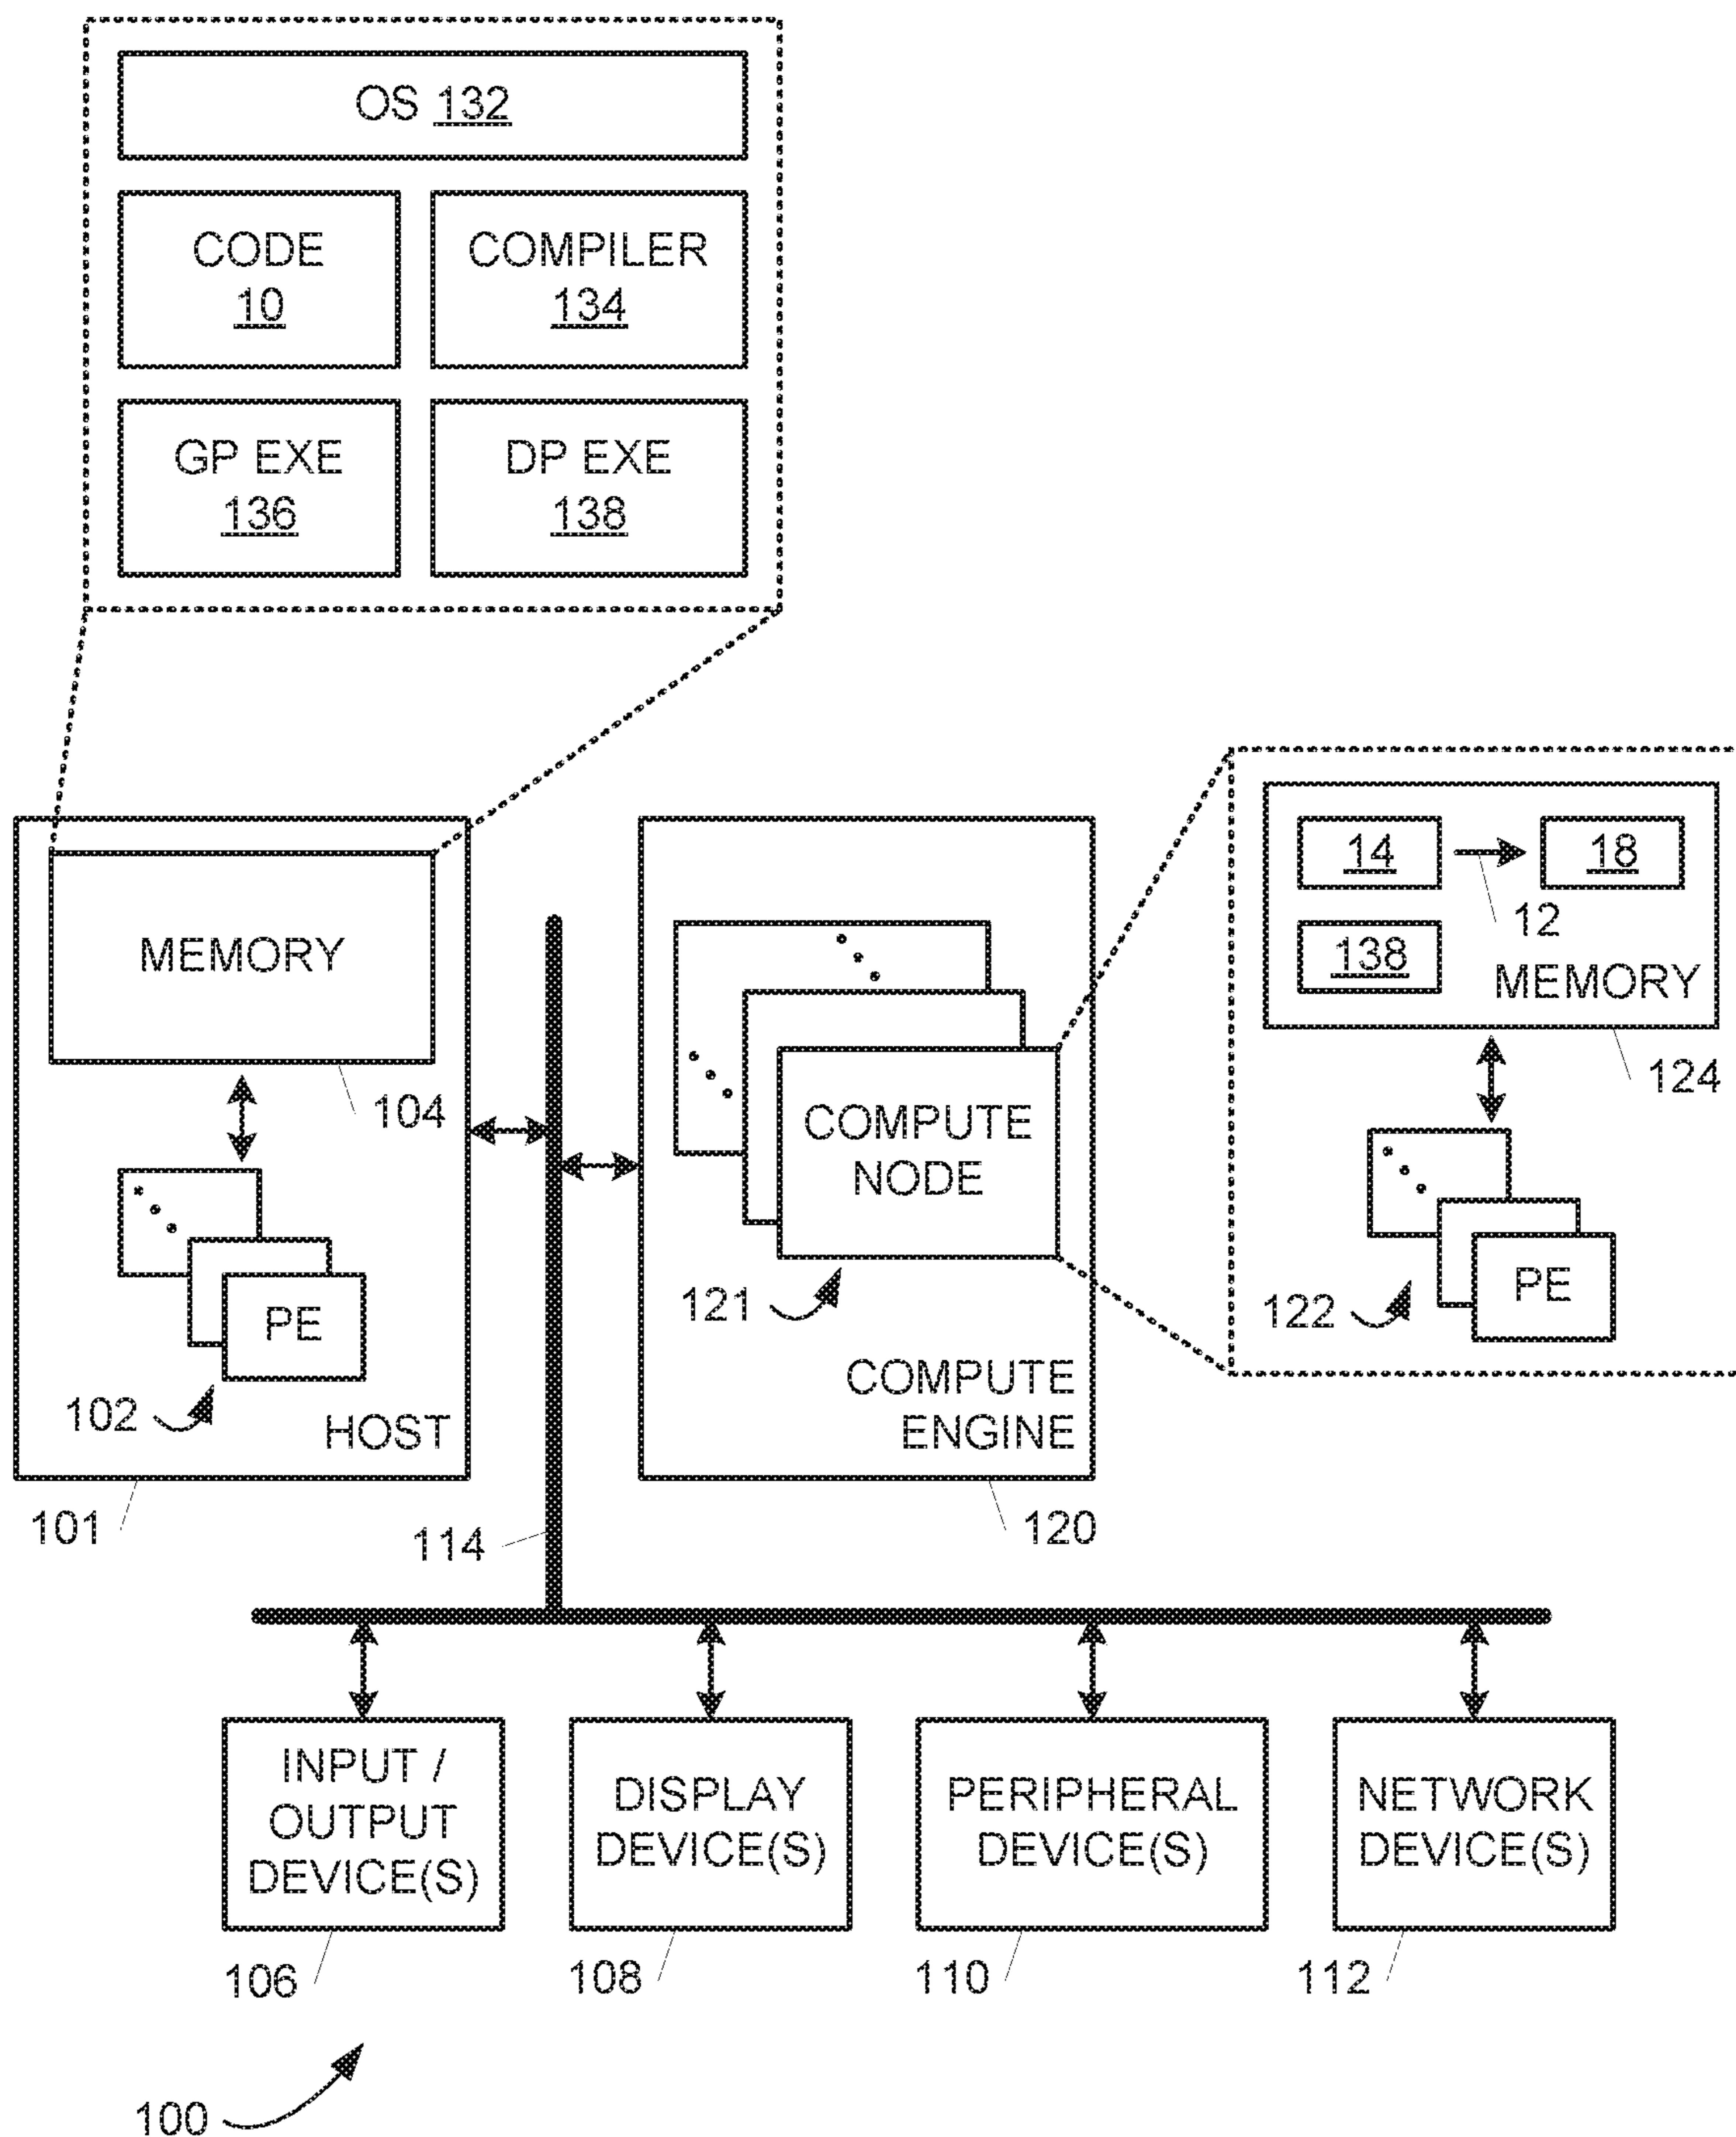 OS 132
CODE
10
COMPILER
134
GP EXE
136
DP EXE
138
MEMORY
104
PE
102
HOST
101
114
COMPUTE
NODE
121
COMPUTE
ENGINE
120
14
18
12
138
MEMORY
124
PE
122
INPUT /
OUTPUT
DEVICE(S)
106
DISPLAY
DEVICE(S)
108
PERIPHERAL
DEVICE(S)
110
NETWORK
DEVICE(S)
112
100